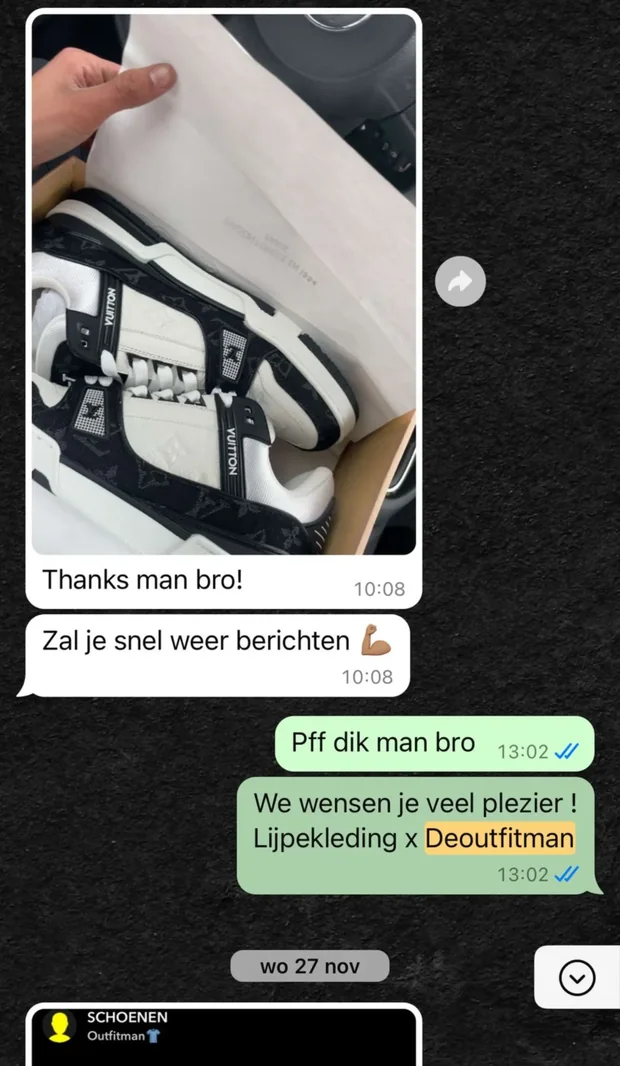 VUITTON
VUITTON
Thanks man bro!
10:08
Zal je snel weer berichten 💪🏽
10:08
Pff dik man bro
13:02
We wensen je veel plezier !
Lijpekleding x Deoutfitman
13:02
wo 27 nov
SCHOENEN
Outfitman👕